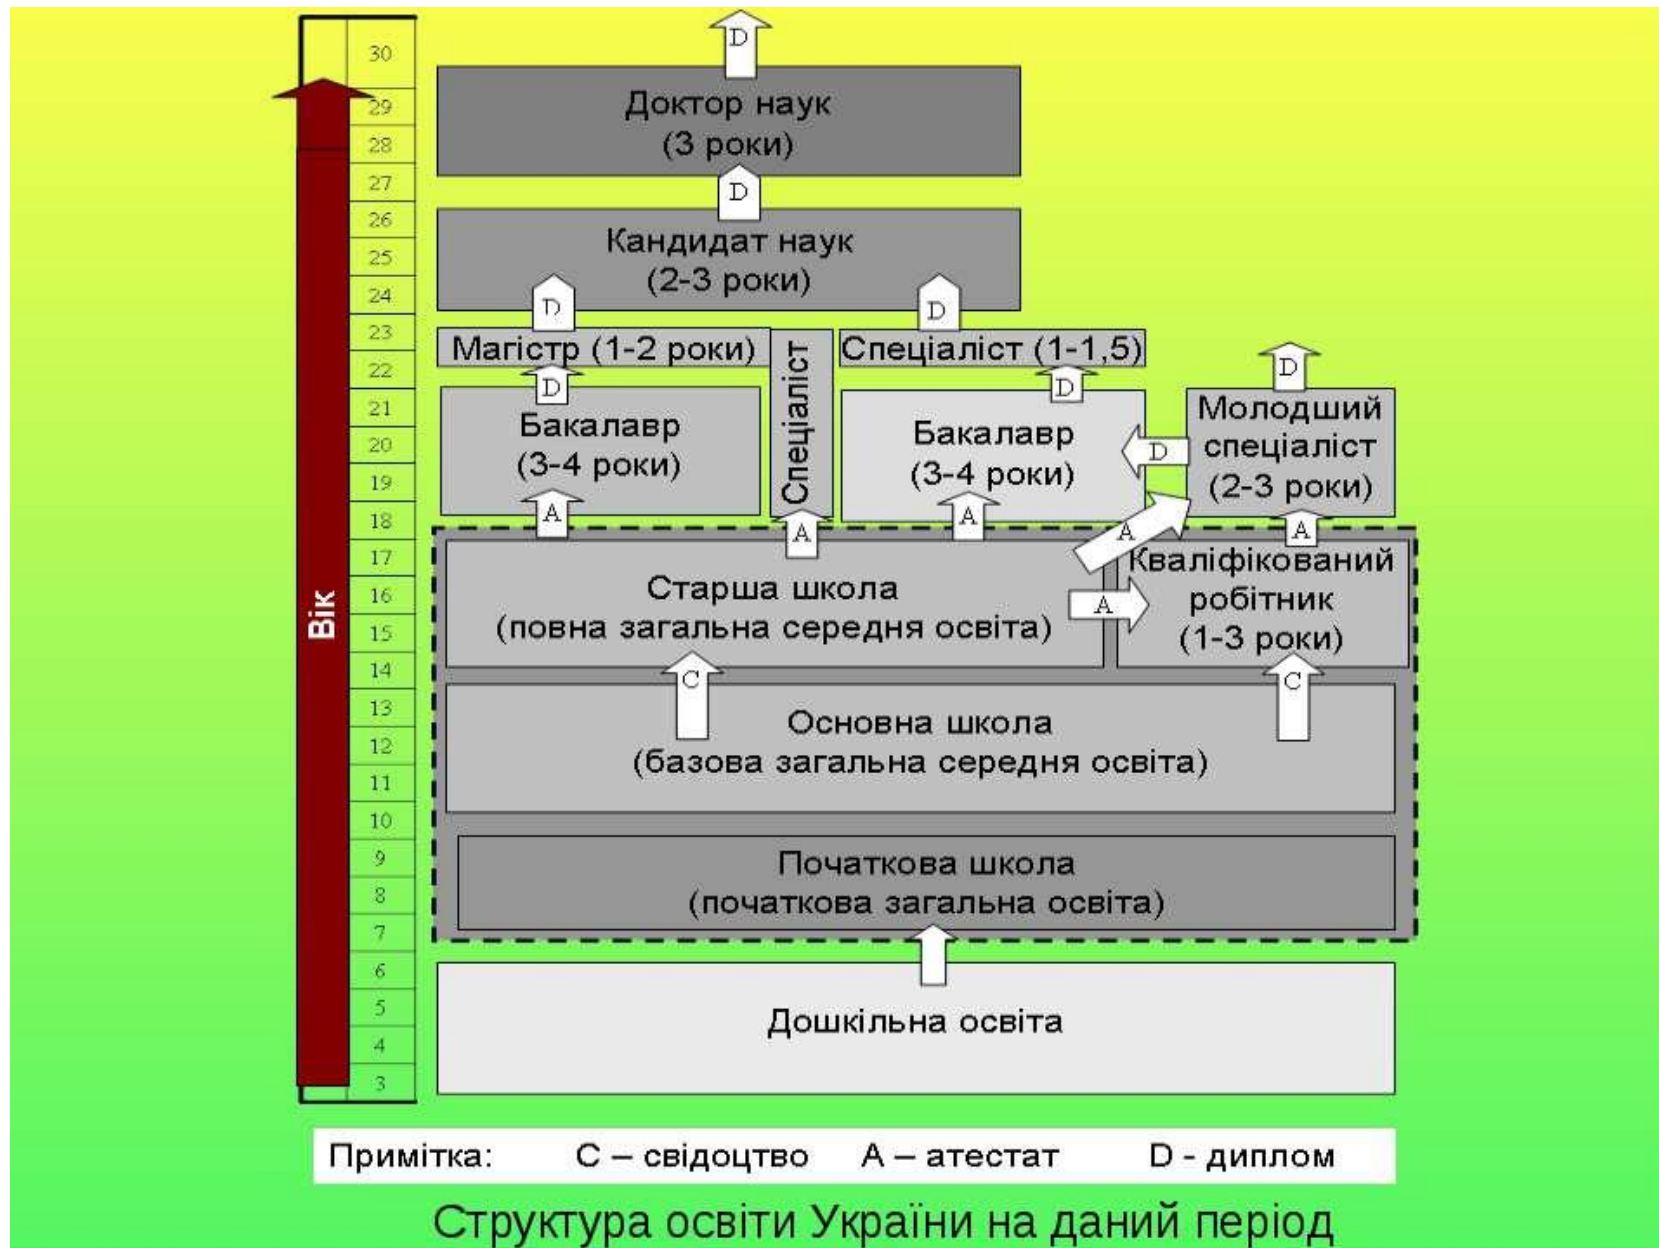 30
29
28
27
26
25
24
23
22
21
20
19
18
17
16
15
14
13
12
11
10
9
8
7
6
5
4
3
Вік
D
Доктор наук
(3 роки)
D
Кандидат наук
(2-3 роки)
D
D
Магістр (1-2 роки)
Спеціаліст
Спеціаліст (1-1,5)
D
D
D
Бакалавр
(3-4 роки)
Бакалавр
(3-4 роки)
D
Молодший
спеціаліст
(2-3 роки)
A
A
A
A
A
Старша школа
(повна загальна середня освіта)
A
Кваліфікований
робітник
(1-3 роки)
C
C
Основна школа
(базова загальна середня освіта)
Початкова школа
(початкова загальна освіта)
Дошкільна освіта
Примітка: С – свідоцтво А – атестат D - диплом
Структура освіти України на даний період